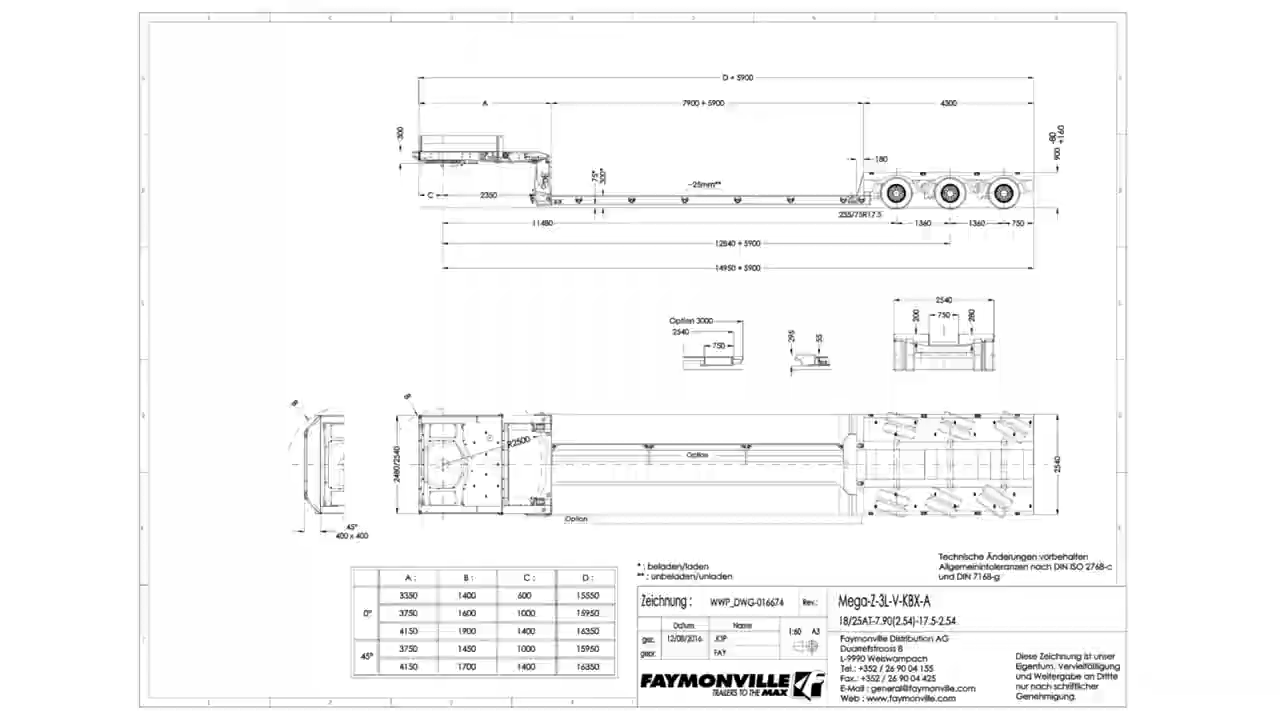 D + 5900
A
7900 + 5900
4300
300
-80
900 +160
180
75*
300*
~25mm**
C
2350
255/75R17.5
11480
1360
1360
750
12840 + 5900
14950 + 5900
2540
200
750
280
Option 3000
2540
750
295
55
B
B
R2500
2480/2540
Option
2540
Option
45°
400 x 400
* : beladen/laden
** : unbeladen/unladen
Technische Änderungen vorbehalten
Allgemeintoleranzen nach DIN ISO 2768-c
und DIN 7168-g
A : B : C : D :
0° 3350 1400 600 15550
3750 1600 1000 15950
4150 1900 1400 16350
45° 3750 1450 1000 15950
4150 1700 1400 16350
Zeichnung : WWP_DWG-016674 Rev.:
Mega-Z-3L-V-KBX-A
18/25AT-7.90(2.54)-17.5-2.54
Datum Name
gez. 12/08/2016 JOP
gepr. FAY
1:60 A3
FAYMONVILLE
TRAILERS TO THE MAX
Faymonville Distribution AG
Duarrefstrooss 8
L-9990 Weiswampach
Tel.: +352 / 26 90 04 155
Fax.: +352 / 26 90 04 425
E-Mail : general@faymonville.com
Web : www.faymonville.com
Diese Zeichnung ist unser
Eigentum. Vervielfältigung
und Weitergabe an Dritte
nur nach schriftlicher
Genehmigung.